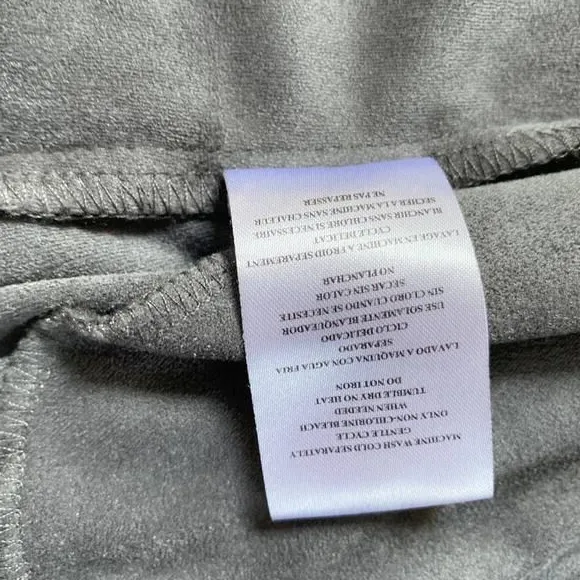 MACHINE WASH COLD SEPARATELY
GENTLE CYCLE
ONLY NON-CHLORINE BLEACH
WHEN NEEDED
TUMBLE DRY NO HEAT
DO NOT IRON
LAVADO A MAQUINA CON AGUA FRIA
SEPARADO
CICLO DELICADO
USE SOLAMENTE BLANQUEADOR
SIN CLORO CUANDO SE NECESITE
SECAR SIN CALOR
NO PLANCHAR
LAVAGE EN MACHINE A FROID SEPAREMENT
CYCLE DELICAT
BLANCHIR SANS CHLORE SI NECESSAIRE
SECHER A LA MACHINE SANS CHALEUR
NE PAS REPASSER